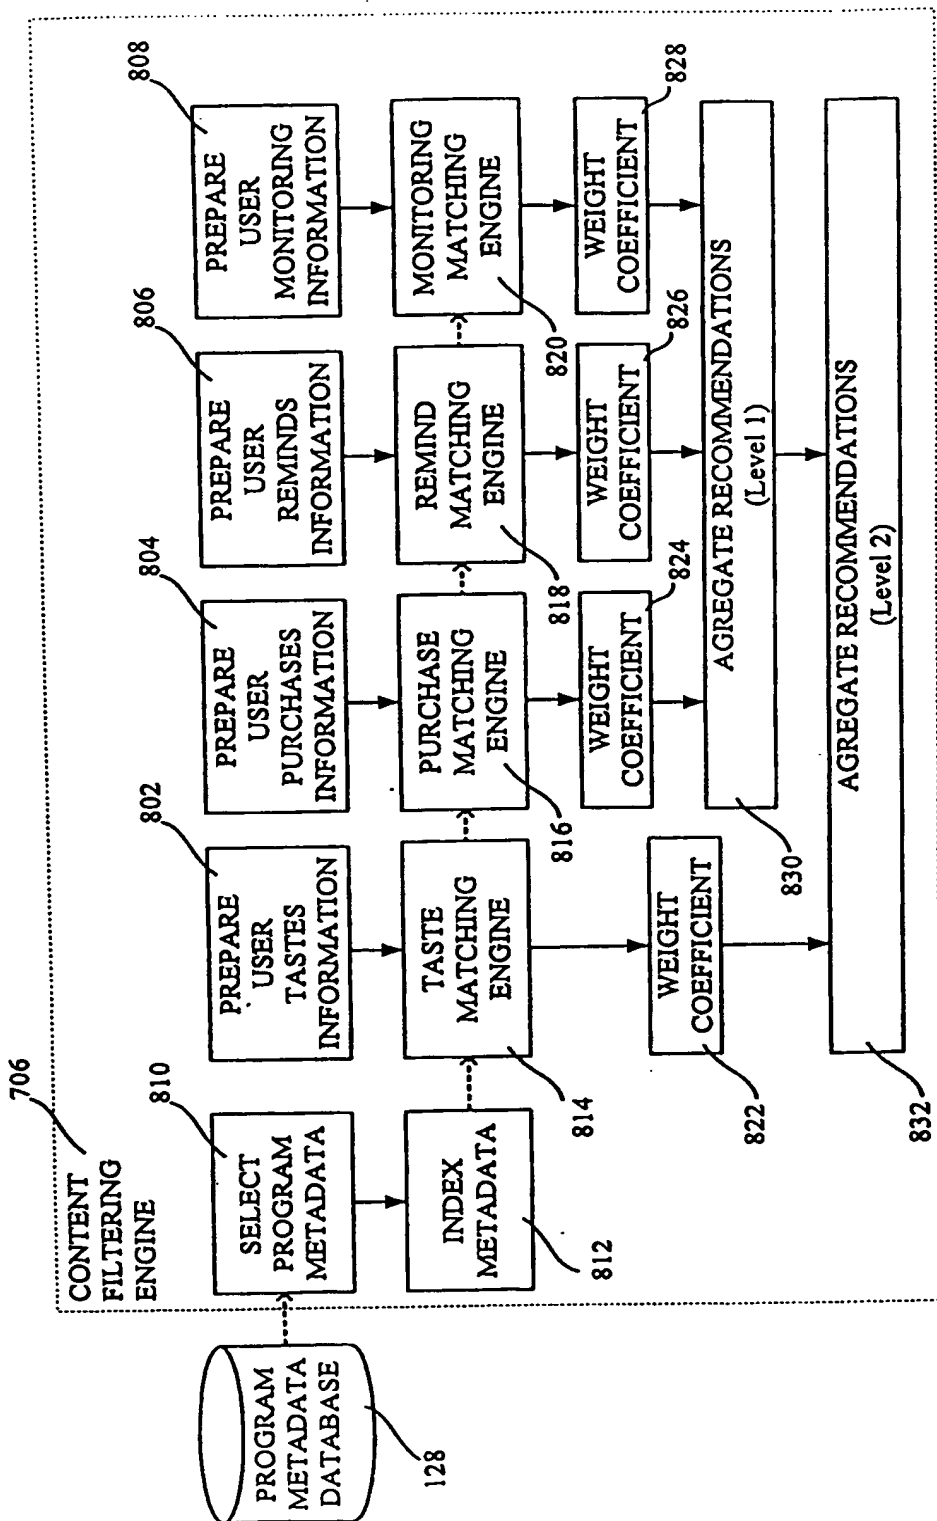 706
CONTENT
FILTERING
ENGINE
PROGRAM
METADATA
DATABASE
128
810
SELECT
PROGRAM
METADATA
INDEX
METADATA
812
802
PREPARE
USER
TASTES
INFORMATION
TASTE
MATCHING
ENGINE
814
WEIGHT
COEFFICIENT
822
804
PREPARE
USER
PURCHASES
INFORMATION
PURCHASE
MATCHING
ENGINE
816
WEIGHT
COEFFICIENT
824
806
PREPARE
USER
REMINDS
INFORMATION
REMIND
MATCHING
ENGINE
818
WEIGHT
COEFFICIENT
826
808
PREPARE
USER
MONITORING
INFORMATION
MONITORING
MATCHING
ENGINE
820
WEIGHT
COEFFICIENT
828
AGREGATE RECOMMENDATIONS
(Level 1)
830
AGREGATE RECOMMENDATIONS
(Level 2)
832